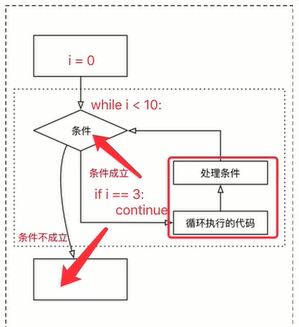 i = 0
while i < 10:
条件
条件成立
处理条件
if i == 3:
continue
循环执行的代码
条件不成立